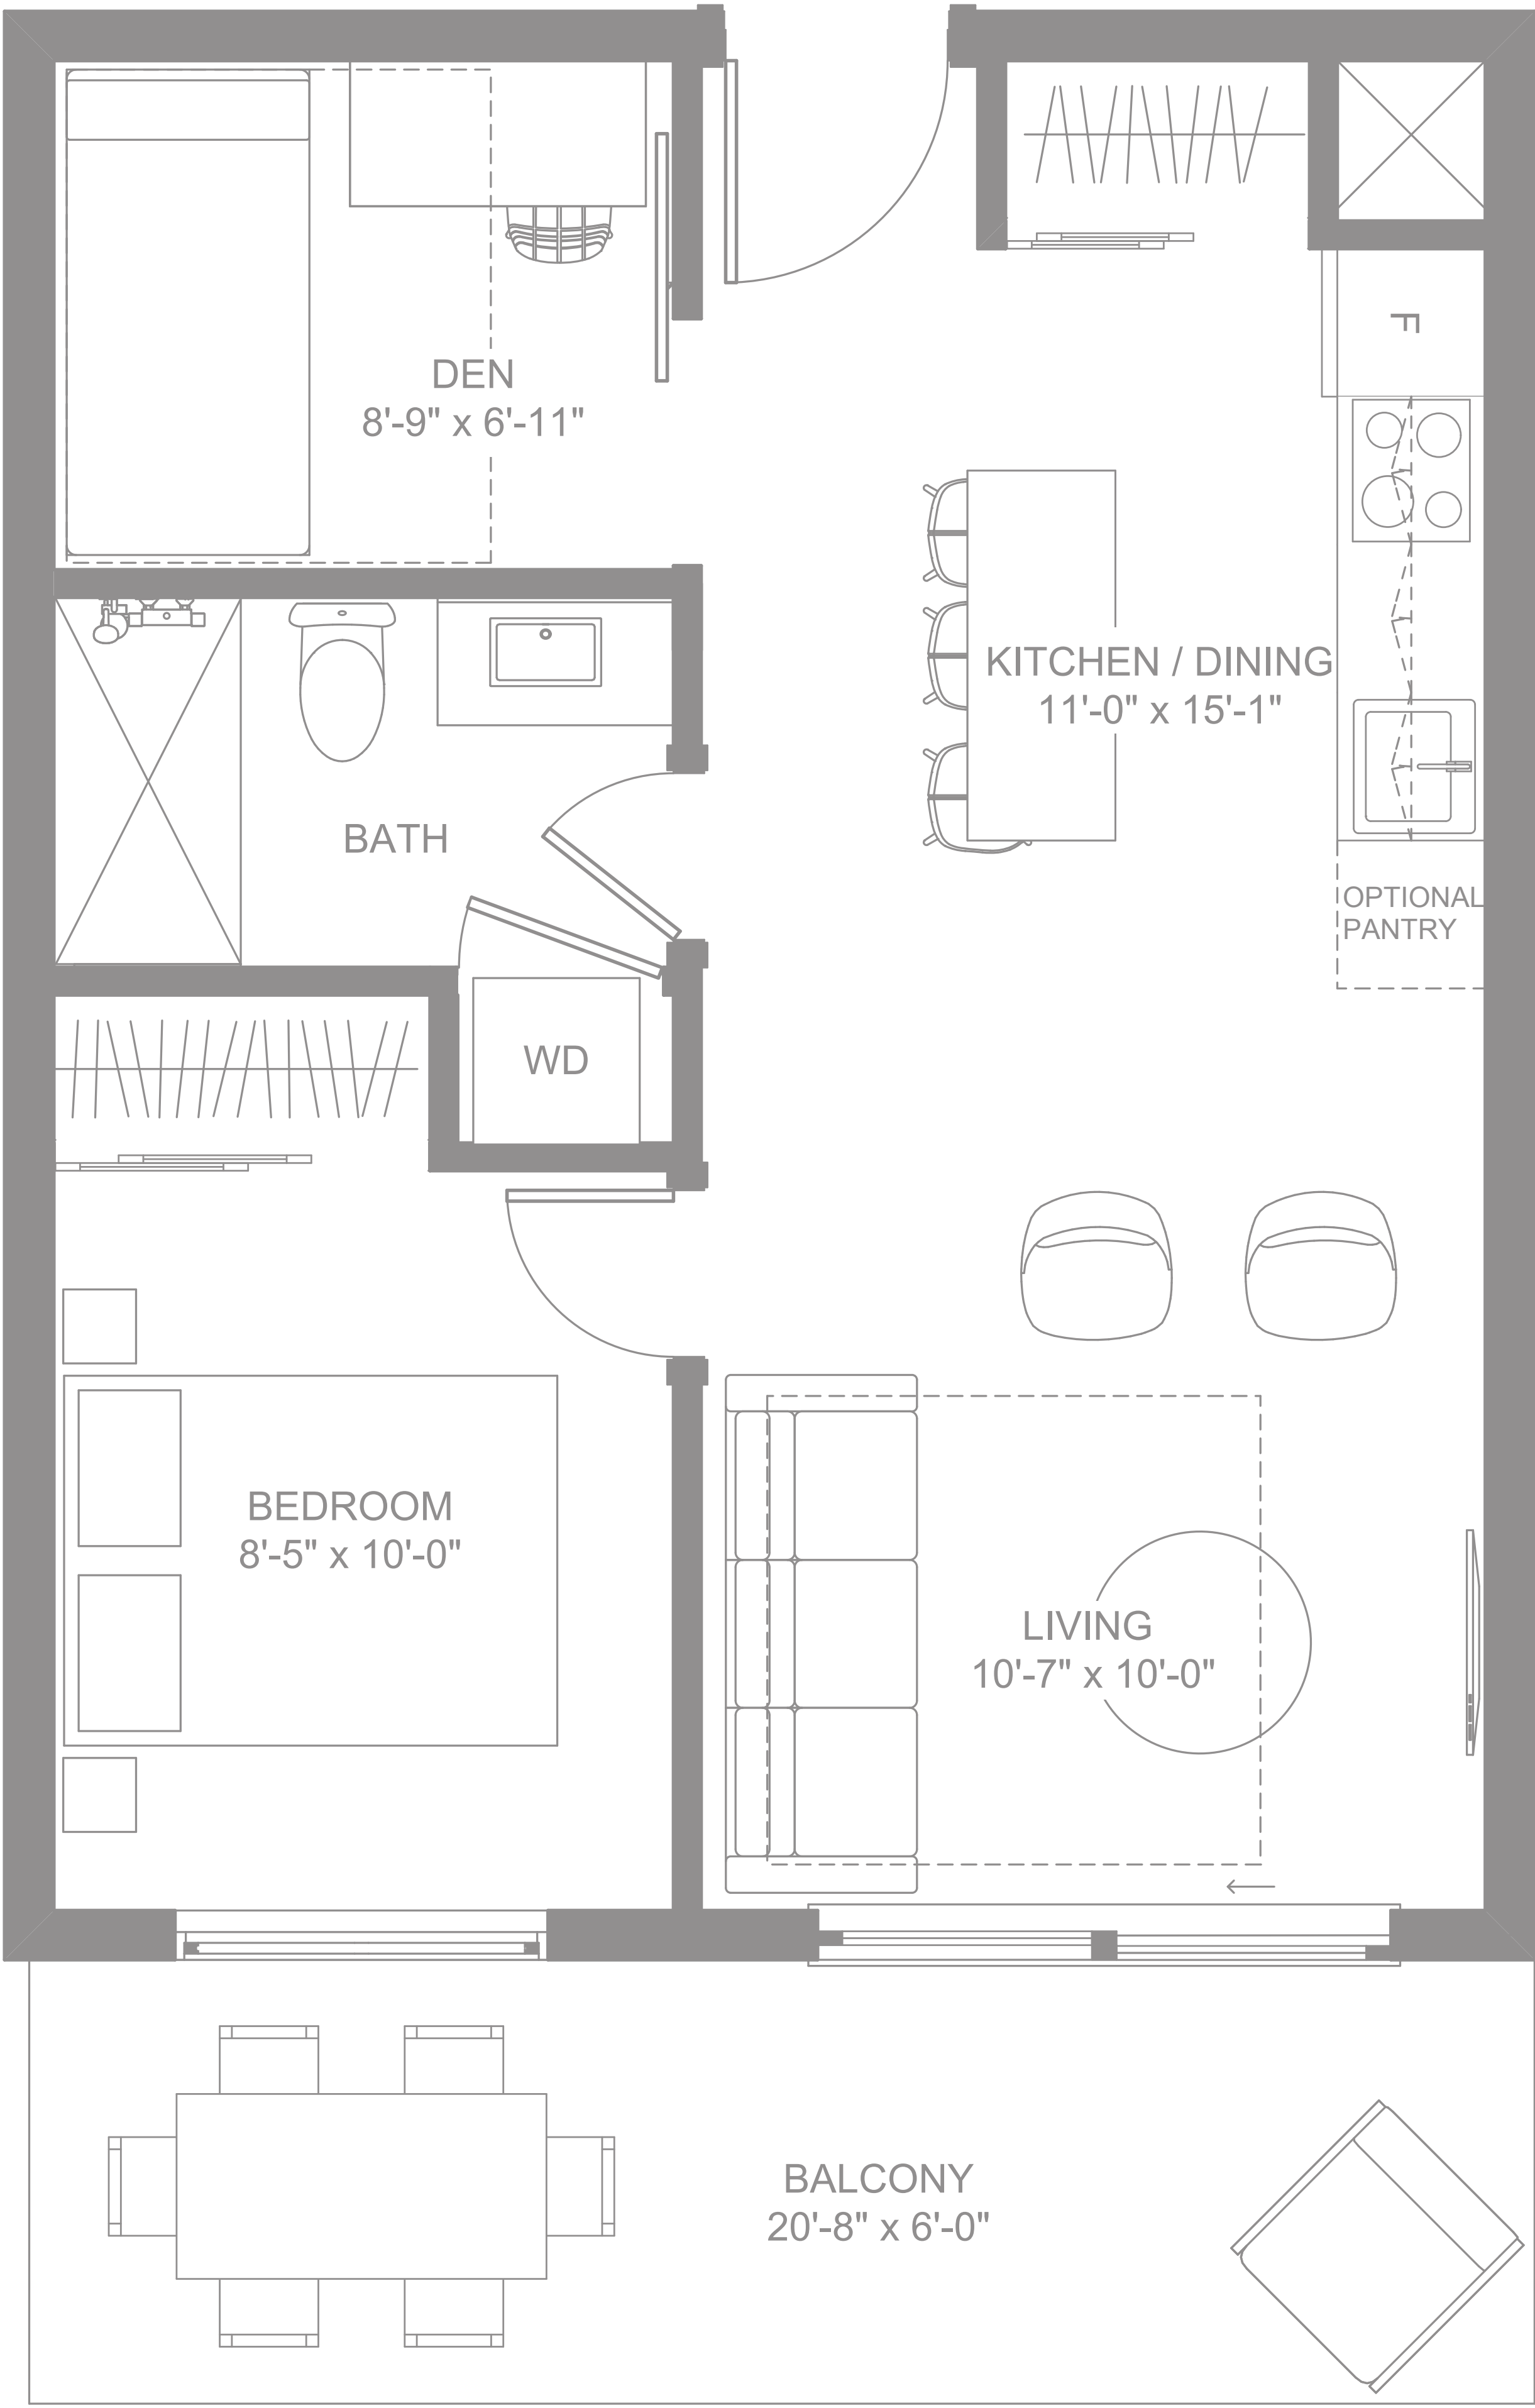 DEN
8'-9" x 6'-11"
F
KITCHEN / DINING
11'-0" x 15'-1"
BATH
OPTIONAL
PANTRY
WD
BEDROOM
8'-5" x 10'-0"
LIVING
10'-7" x 10'-0"
BALCONY
20'-8" x 6'-0"